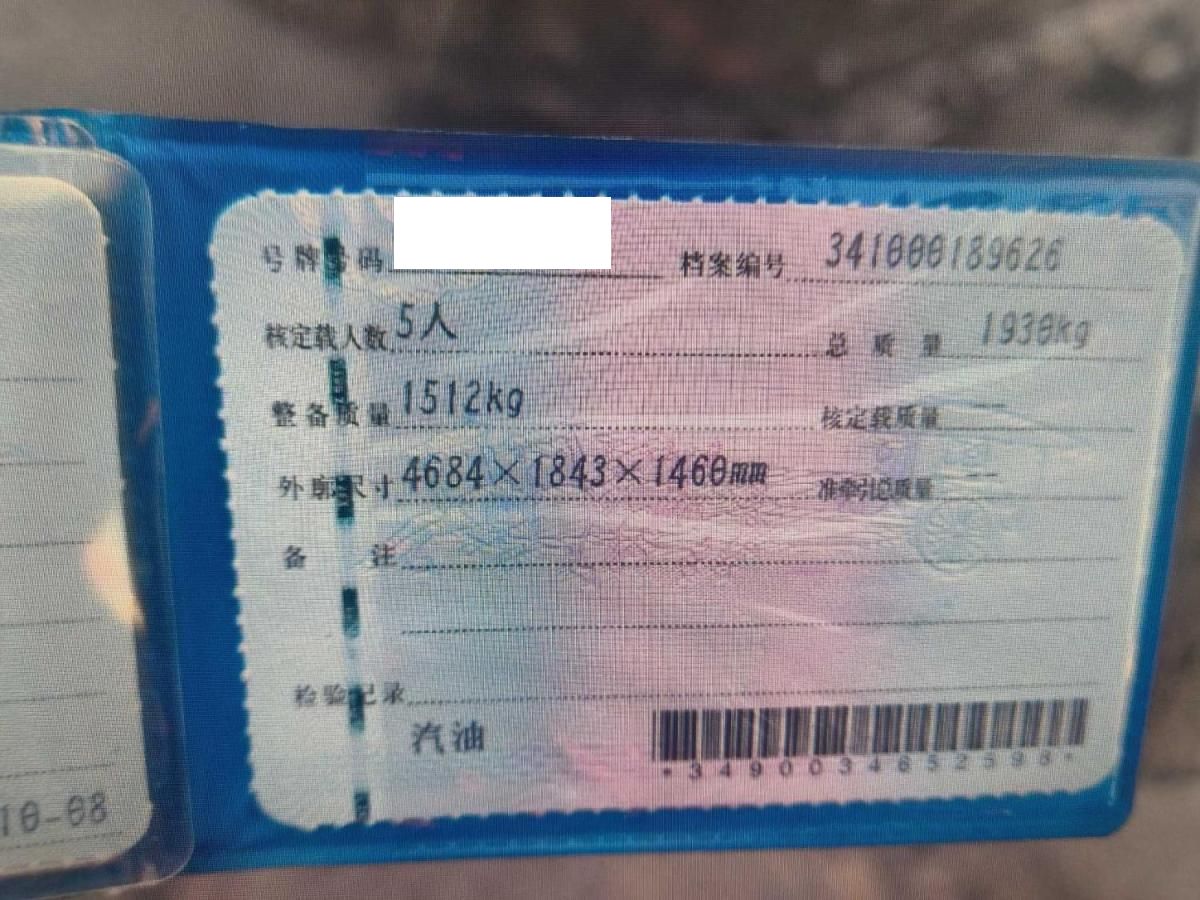 号牌号码 档案编号 341000189626
核定载人数 5人 总质量 1930kg
整备质量 1512kg 核定载质量 --
外廓尺寸 4684×1843×1460mm 准牵引总质量 --
备注
检验记录
汽油
*3490034652598*
10-08